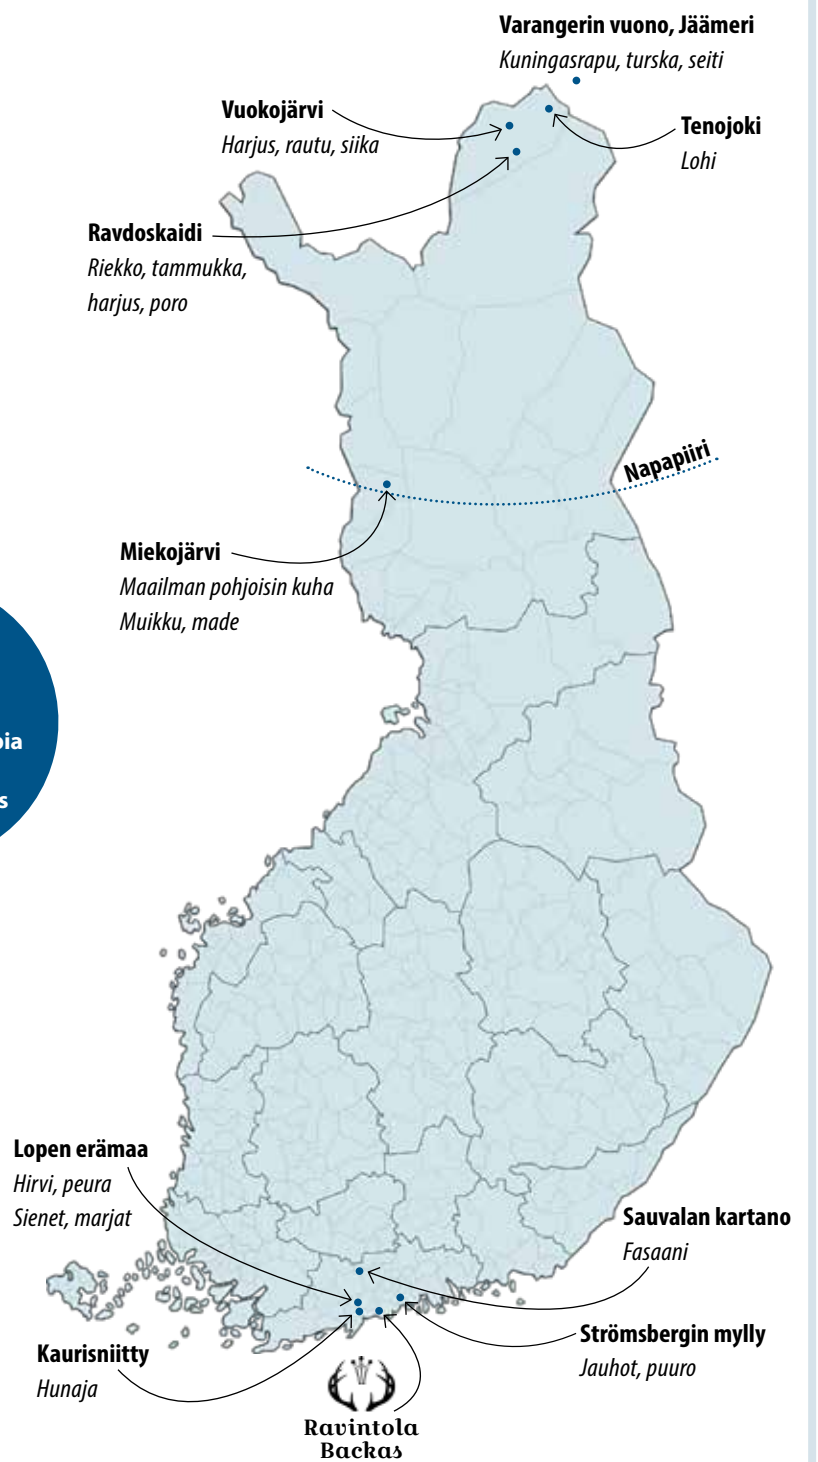 Varangerin vuono, Jäämeri
Kuningasrapu, turska, seiti
Vuokojärvi
Harjus, rautu, siika
Tenojoki
Lohi
Ravdoskaidi
Riekko, tammukka,
harjus, poro
Napapiiri
Miekojärvi
Maailman pohjoisin kuha
Muikku, made
Lopen erämaa
Hirvi, peura
Sienet, marjat
Sauvalan kartano
Fasaani
Strömsbergin mylly
Jauhot, puuro
Kaurisniitty
Hunaja
Ravintola
Backas